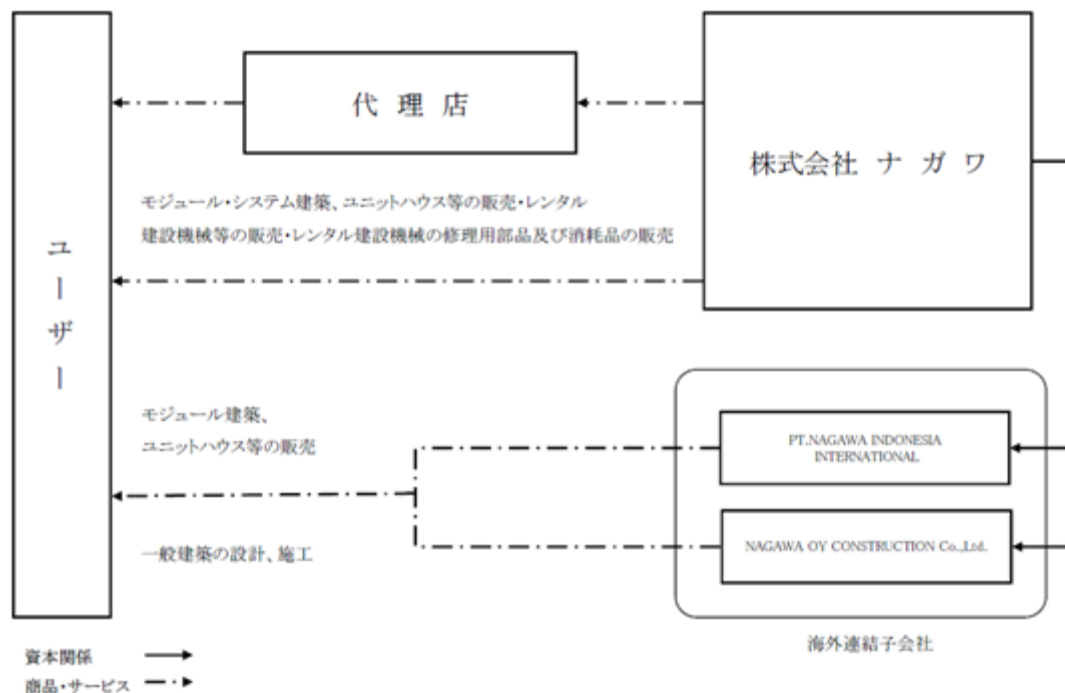 代理店
株式会社 ナガワ
モジュール・システム建築、ユニットハウス等の販売・レンタル
建設機械等の販売・レンタル建設機械の修理用部品及び消耗品の販売
ユーザー
モジュール建築、
ユニットハウス等の販売
PT.NAGAWA INDONESIA
INTERNATIONAL
一般建築の設計、施工
NAGAWA OY CONSTRUCTION Co.,Ltd.
海外連結子会社
資本関係
商品・サービス